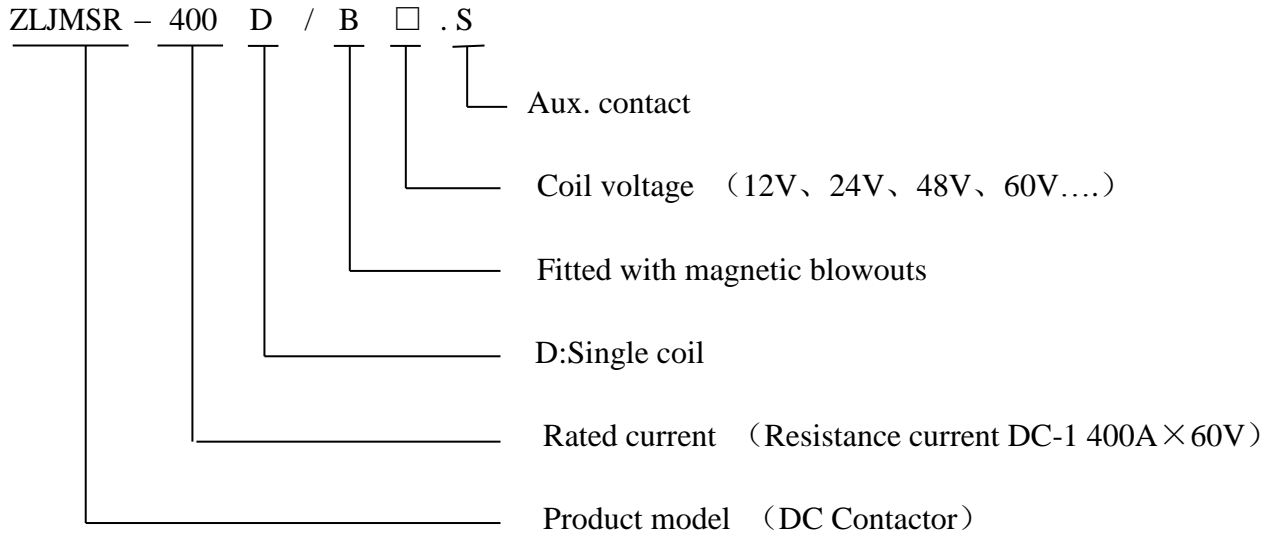 ZLJMSR – 400 D / B □ . S
Aux. contact
Coil voltage （12V、24V、48V、60V….）
Fitted with magnetic blowouts
D:Single coil
Rated current （Resistance current DC-1 400A×60V）
Product model （DC Contactor）